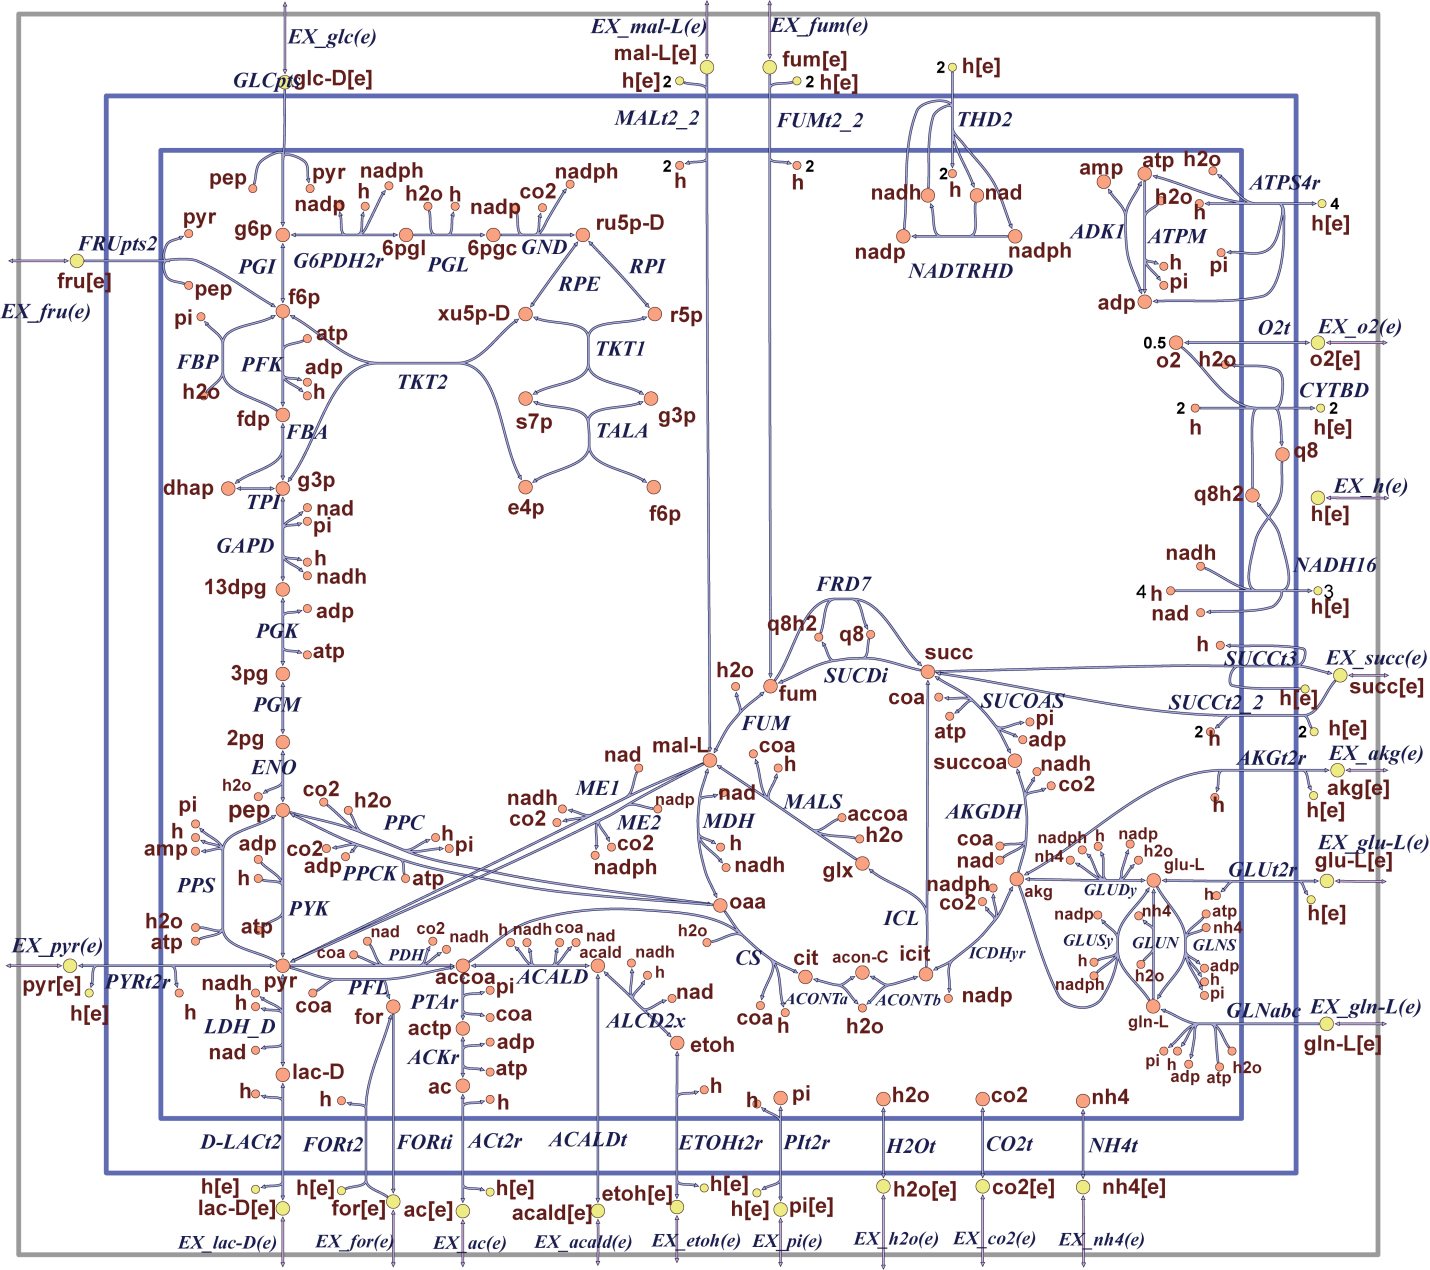 EX_glc(e)
EX_mal-L(e)
EX_fum(e)
GLCpts
glc-D[e]
mal-L[e]
fum[e]
h[e] 2
2 h[e]
2 h[e]
MALt2_2
FUMt2_2
THD2
pep
pyr
nadp
h
nadph
h2o
h
nadp
co2
nadph
2
h
2
h
2
h
nadh
nad
amp
atp
h2o
ATPS4r
h2o
h
4
h[e]
pyr
FRUpts2
g6p
6pgl
6pgc
GND
ru5p-D
nadp
nadph
NADTRHD
ADK1
ATPM
PGI
G6PDH2r
PGL
RPE
RPI
fru[e]
pep
pi
h
pi
adp
EX_fru(e)
f6p
xu5p-D
r5p
pi
FBP
PFK
atp
adp
h
h2o
TKT2
TKT1
0.5
o2
h2o
O2t
EX_o2(e)
o2[e]
CYTBD
fdp
FBA
s7p
g3p
TALA
2
h
2
h[e]
q8
dhap
TPI
g3p
e4p
f6p
q8h2
EX_h(e)
h[e]
nad
pi
GAPD
h
nadh
13dpg
nadh
NADH16
4 h
3
h[e]
nad
FRD7
q8h2
q8
SUCDi
adp
PGK
atp
3pg
PGM
2pg
ENO
h2o
fum
FUM
succ
coa
atp
SUCOAS
pi
adp
succoa
h
SUCCt3
EX_succ(e)
succ[e]
h[e]
SUCCt2_2
2
h
2
h[e]
mal-L
nad
ME1
nadh
co2
nadp
ME2
co2
nadph
nad
MDH
h
nadh
coa
h
MALS
accoa
h2o
glx
nadh
co2
AKGDH
coa
nad
AKGt2r
EX_akg(e)
akg[e]
h
h[e]
pep
co2
h2o
PPC
h
pi
pi
h
amp
adp
co2
adp
PPCK
atp
h
PPS
PYK
h2o
atp
atp
oaa
h2o
ICL
nadph
co2
akg
nadph
h
nadp
nh4
h2o
GLUDy
glu-L
GLUt2r
EX_glu-L(e)
glu-L[e]
h
h[e]
nadp
nh4
atp
nh4
GLUSy
GLUN
GLNS
h
nadph
h2o
adp
h
pi
EX_pyr(e)
pyr[e]
PYRt2r
h[e]
h
pyr
nad
co2
coa
PDH
nadh
accoa
h
nadh
coa
nad
ACALD
acald
nadh
h
nad
ALCD2x
etoh
CS
coa
h
cit
acon-C
icit
ACONTa
ACONTb
h2o
ICDHyr
nadp
gln-L
GLNabc
EX_gln-L(e)
gln-L[e]
pi
h
adp
atp
h2o
nadh
h
coa
PFL
for
LDH_D
nad
lac-D
h
PTAr
pi
coa
actp
ACKr
adp
atp
ac
h
h
h
h
pi
h2o
co2
nh4
D-LACt2
FORt2
FORti
ACt2r
ACALDt
ETOHt2r
PIt2r
H2Ot
CO2t
NH4t
h[e]
lac-D[e]
h[e]
for[e]
h[e]
ac[e]
acald[e]
etoh[e]
h[e]
h[e]
pi[e]
h2o[e]
co2[e]
nh4[e]
EX_lac-D(e)
EX_for(e)
EX_ac(e)
EX_acald(e)
EX_etoh(e)
EX_pi(e)
EX_h2o(e)
EX_co2(e)
EX_nh4(e)